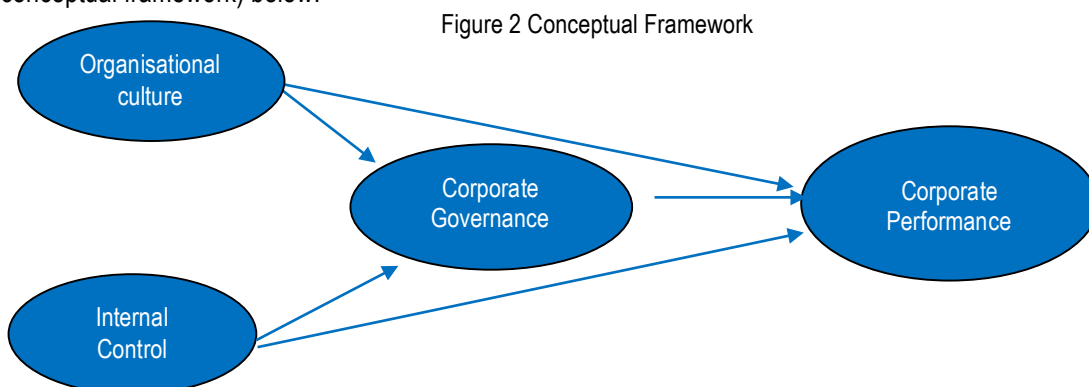 conceptual framework) below.
Figure 2 Conceptual Framework
Organisational
culture
Corporate
Governance
Corporate
Performance
Internal
Control